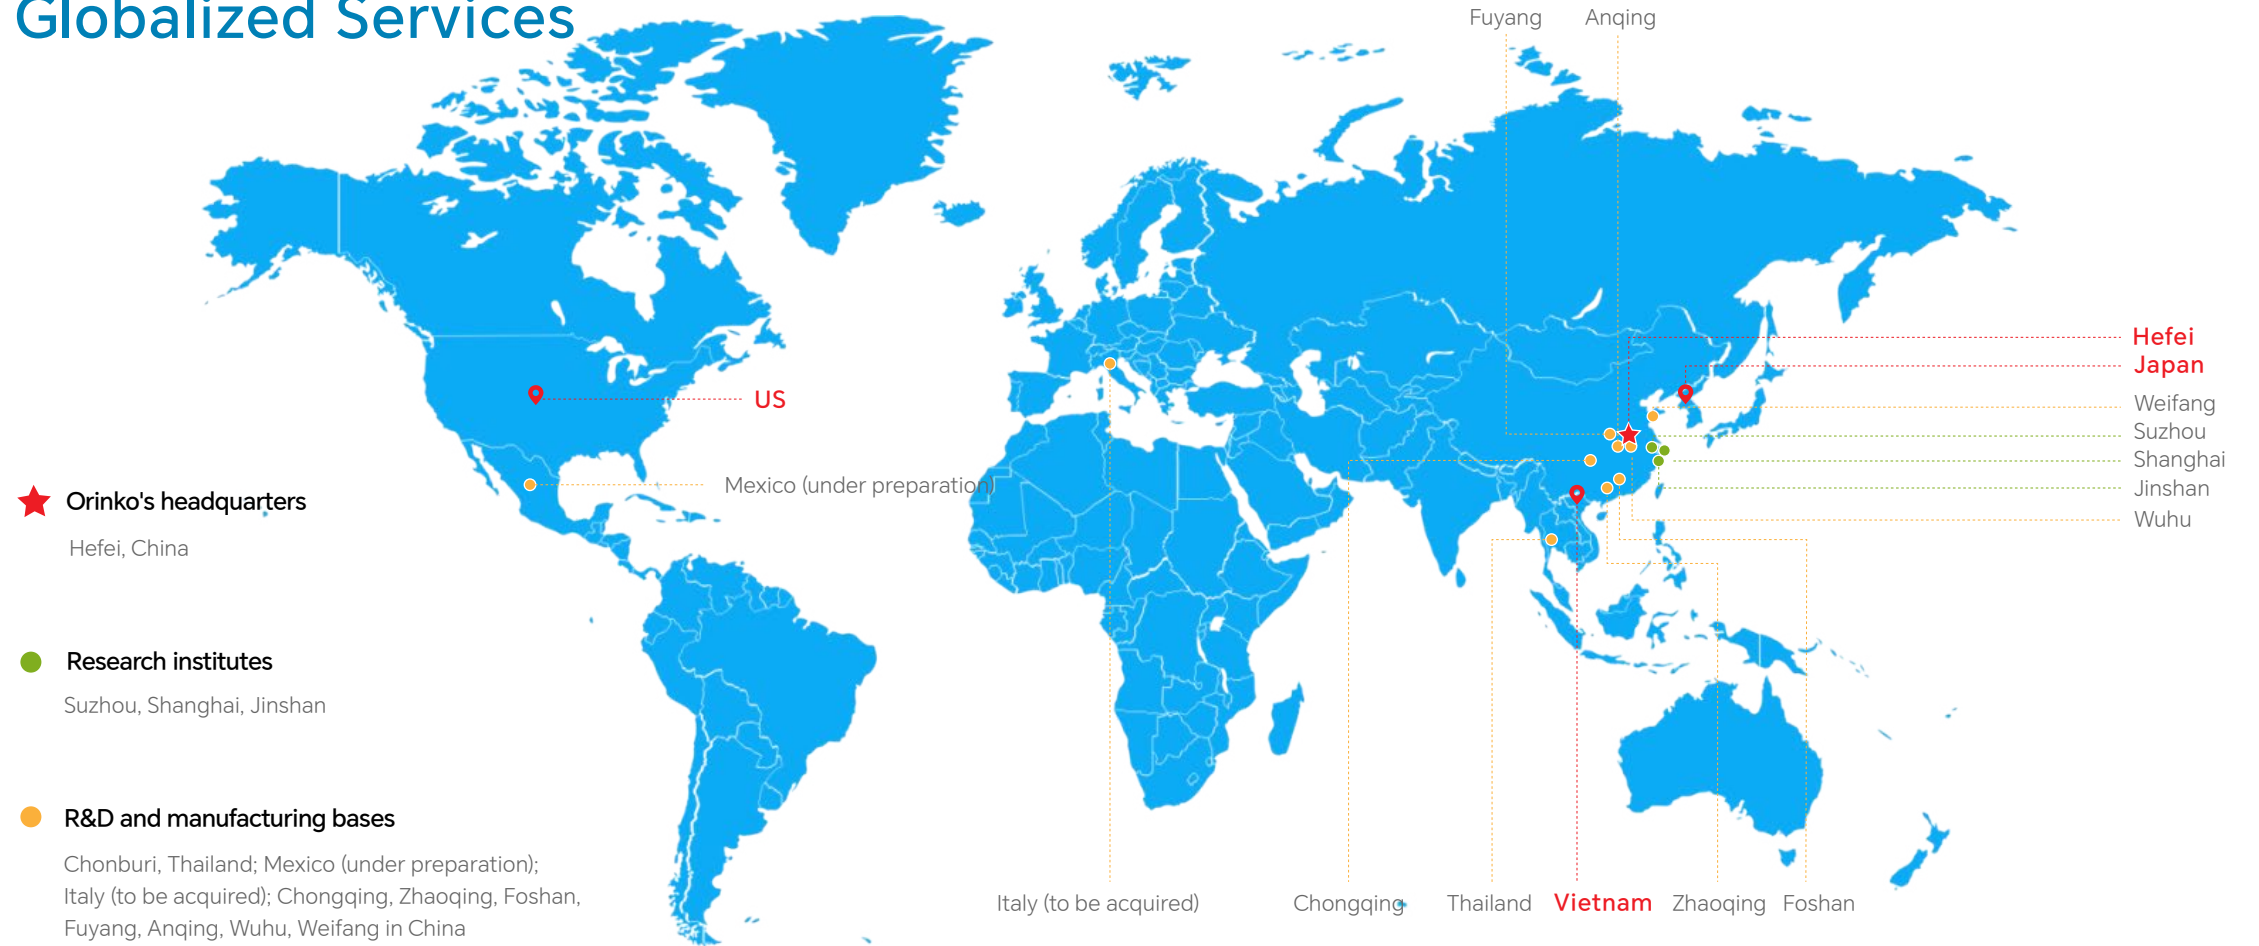 Globalized Services
Fuyang
Anqing
Hefei
Japan
US
Weifang
Suzhou
Shanghai
Mexico (under preparation)
Jinshan
Wuhu
Orinko's headquarters
Hefei, China
Research institutes
Suzhou, Shanghai, Jinshan
R&D and manufacturing bases
Chonburi, Thailand; Mexico (under preparation);
Italy (to be acquired); Chongqing, Zhaoqing, Foshan,
Fuyang, Anqing, Wuhu, Weifang in China
Italy (to be acquired)
Chongqing
Thailand
Vietnam
Zhaoqing
Foshan